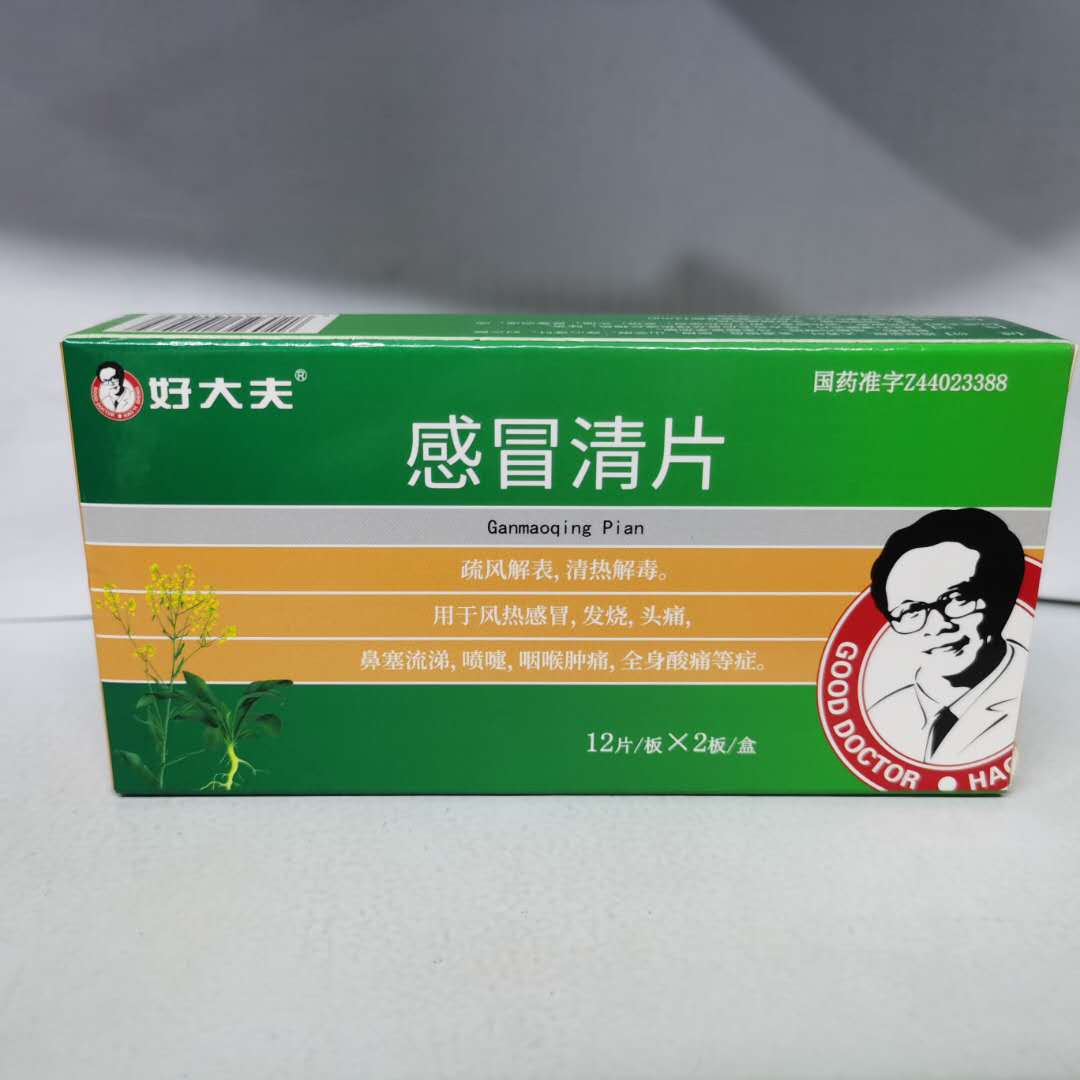 好大夫®
国药准字Z44023388
感冒清片
Ganmaoqing Pian
疏风解表,清热解毒。
用于风热感冒,发烧,头痛,
鼻塞流涕,喷嚏,咽喉肿痛,全身酸痛等症。
12片/板×2板/盒
GOOD DOCTOR • HAO